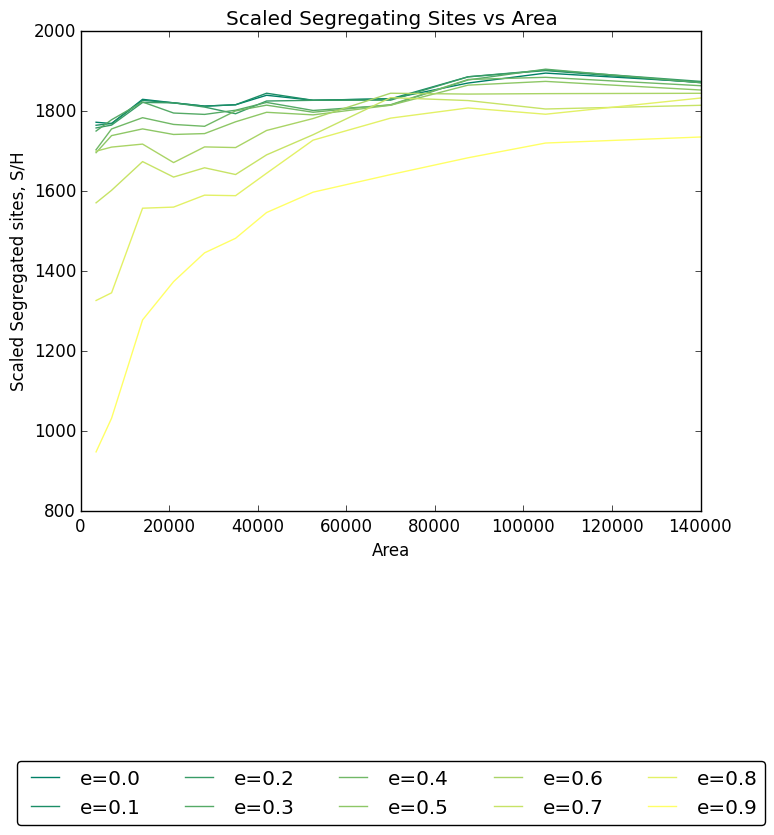 Scaled Segregating Sites vs Area
2000
1800
1600
1400
1200
1000
800
Scaled Segregated sites, S/H
0 20000 40000 60000 80000 100000 120000 140000
Area
e=0.0 e=0.2 e=0.4 e=0.6 e=0.8
e=0.1 e=0.3 e=0.5 e=0.7 e=0.9